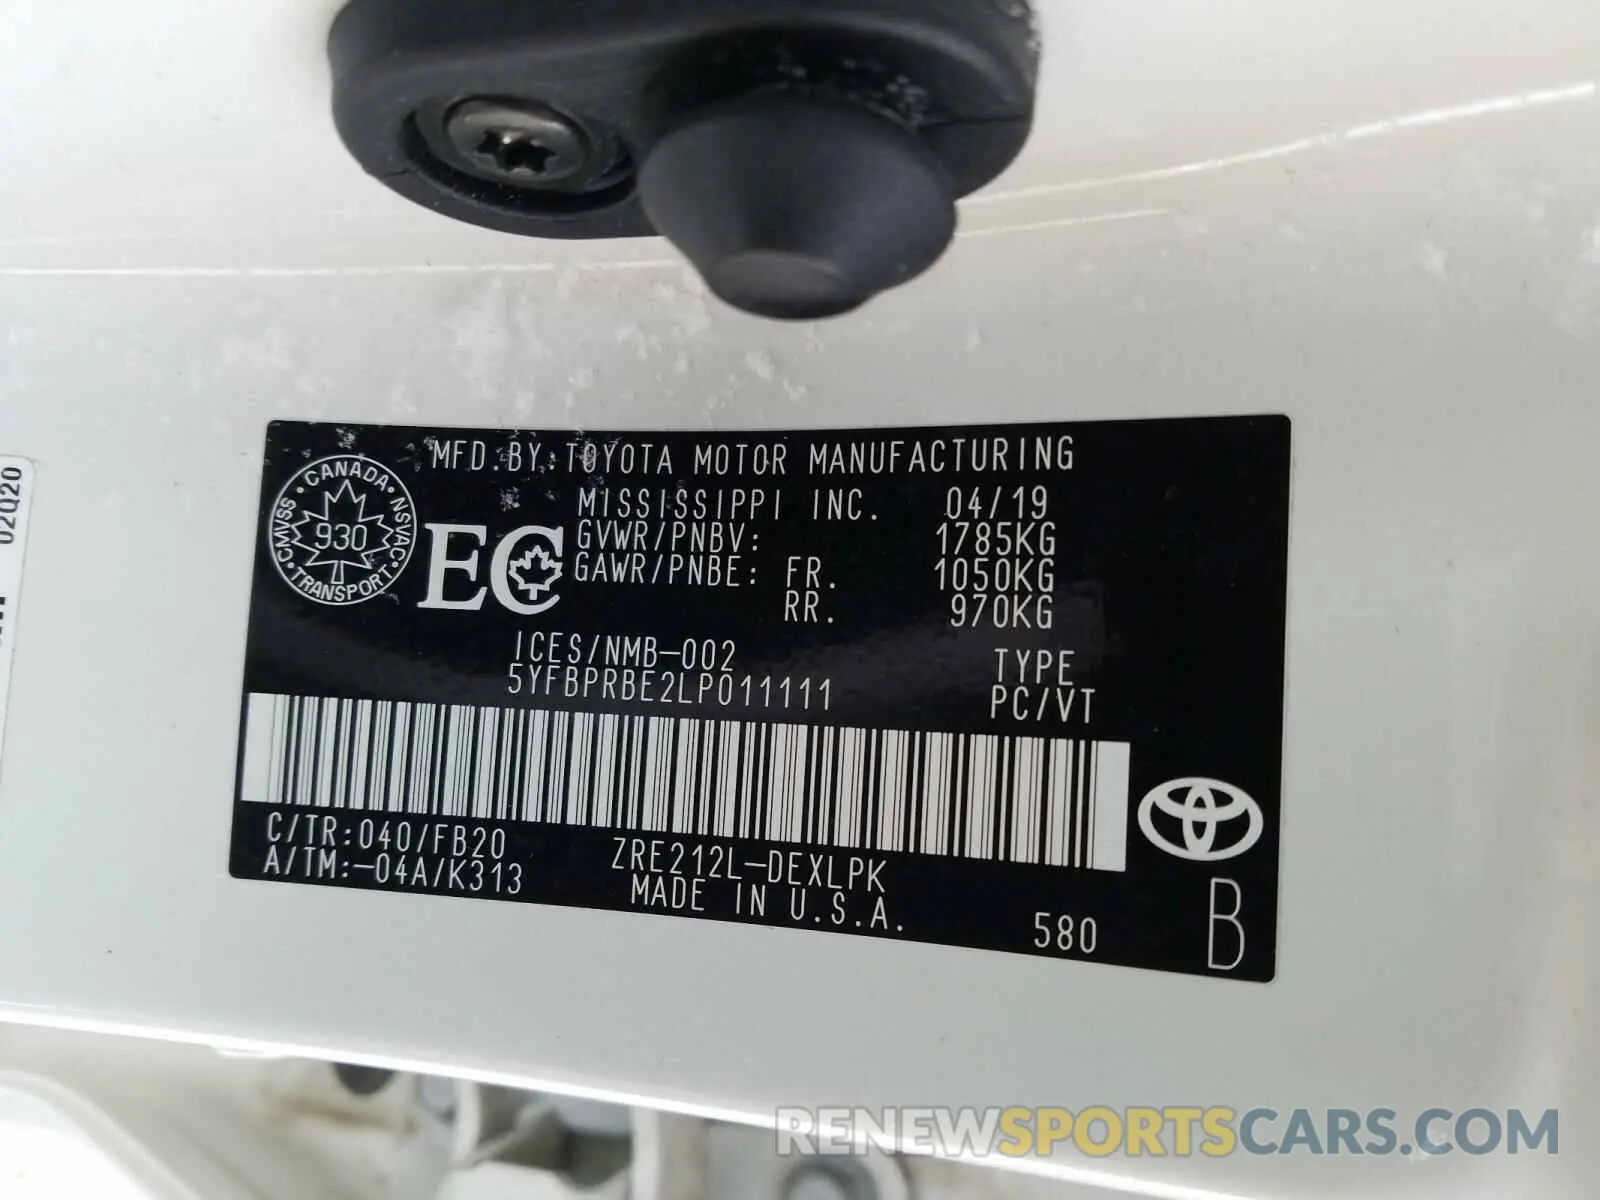 MFD.BY:TOYOTA MOTOR MANUFACTURING
MISSISSIPPI INC. 04/19
GVWR/PNBV: 1785KG
GAWR/PNBE: FR. 1050KG
RR. 970KG
CANADA • NSVAC • TRANSPORT • CMVSS •
930
EC
ICES/NMB-002
TYPE
5YFBPRBE2LP011111
PC/VT
C/TR:040/FB20
A/TM:-04A/K313
ZRE212L-DEXLPK
MADE IN U.S.A.
580
B
02Q20
RENEWSPORTSCARS.COM